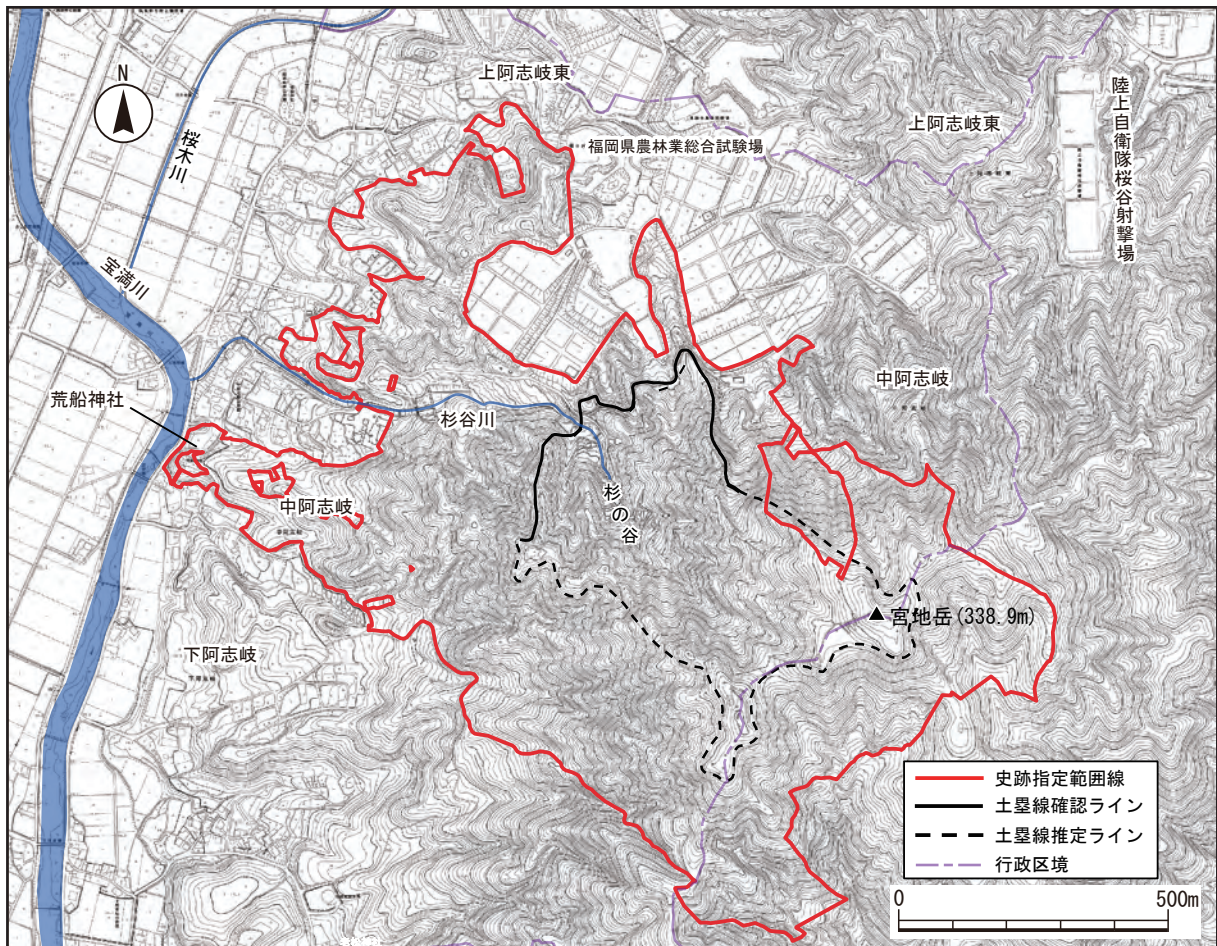 N
上阿志岐東
上阿志岐東
陸上自衛隊桜谷射撃場
福岡県農林業総合試験場
桜木川
宝満川
荒船神社
杉谷川
中阿志岐
杉の谷
中阿志岐
宮地岳(338.9m)
下阿志岐
史跡指定範囲線
土塁線確認ライン
土塁線推定ライン
行政区境
0 500m